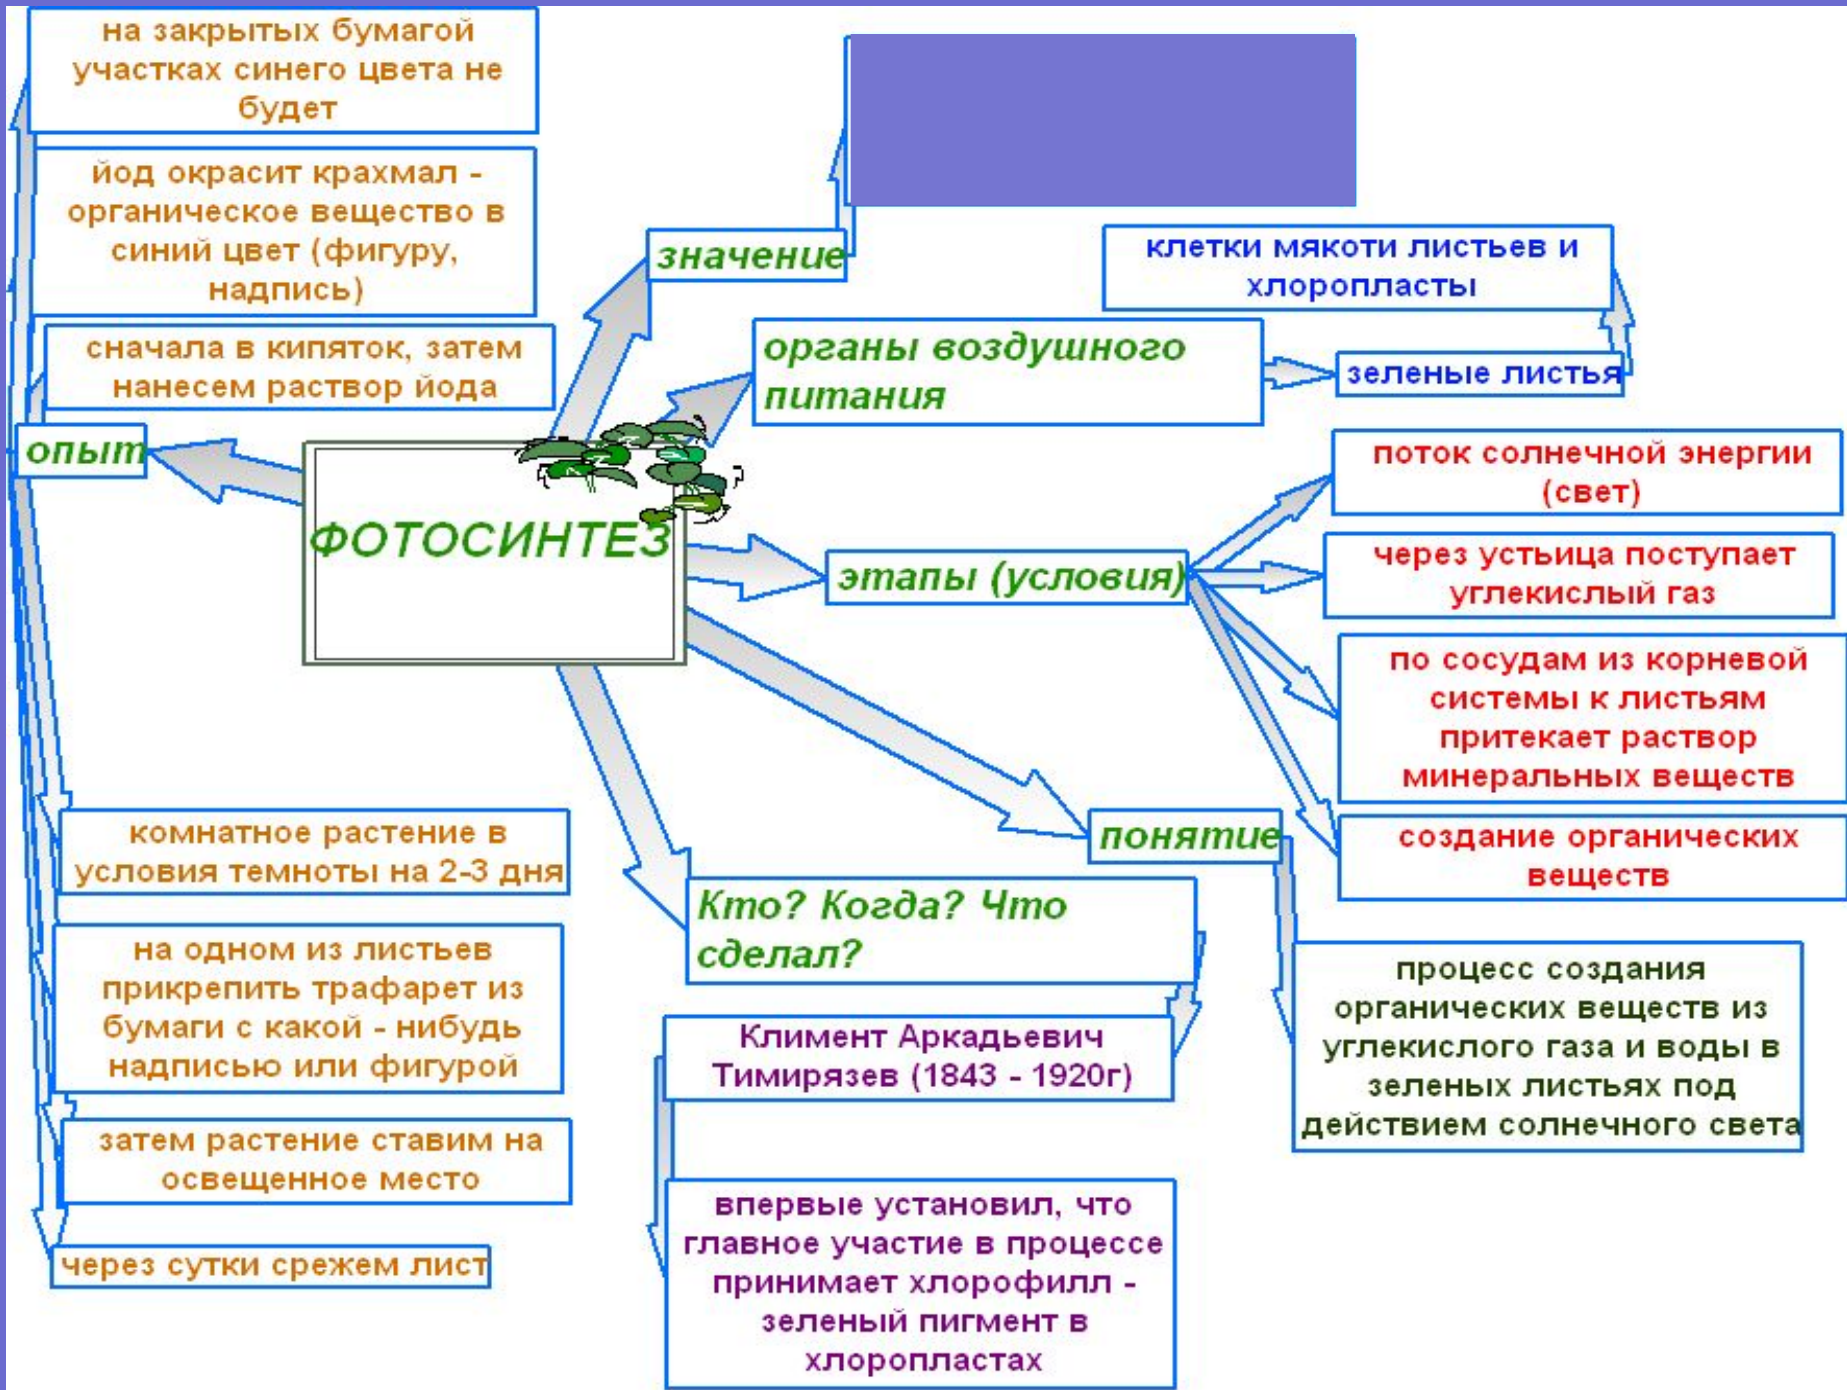 на закрытых бумагой
участках синего цвета не
будет
йод окрасит крахмал -
органическое вещество в
синий цвет (фигуру,
надпись)
сначала в кипяток, затем
нанесем раствор йода
опыт
комнатное растение в
условия темноты на 2-3 дня
на одном из листьев
прикрепить трафарет из
бумаги с какой - нибудь
надписью или фигурой
затем растение ставим на
освещенное место
через сутки срежем лист
ФОТОСИНТЕЗ
значение
органы воздушного
питания
зеленые листья
клетки мякоти листьев и
хлоропласты
этапы (условия)
поток солнечной энергии
(свет)
через устьица поступает
углекислый газ
по сосудам из корневой
системы к листьям
притекает раствор
минеральных веществ
создание органических
веществ
понятие
процесс создания
органических веществ из
углекислого газа и воды в
зеленых листьях под
действием солнечного света
Кто? Когда? Что
сделал?
Климент Аркадьевич
Тимирязев (1843 - 1920г)
впервые установил, что
главное участие в процессе
принимает хлорофилл -
зеленый пигмент в
хлоропластах